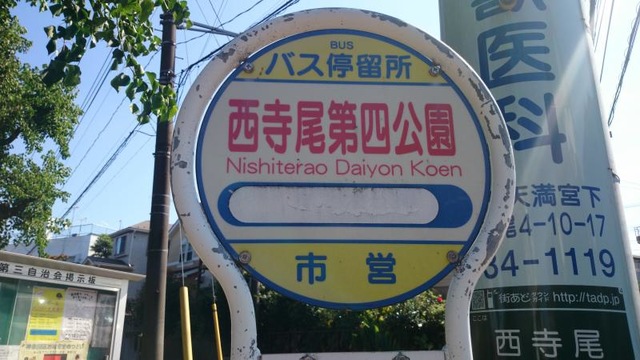 BUS
バス停留所
西寺尾第四公園
Nishiterao Daiyon Koen
市営
医科
天満宮下
4-10-17
4-1119
http://tadp.jp/
西寺尾
第三自治会掲示板